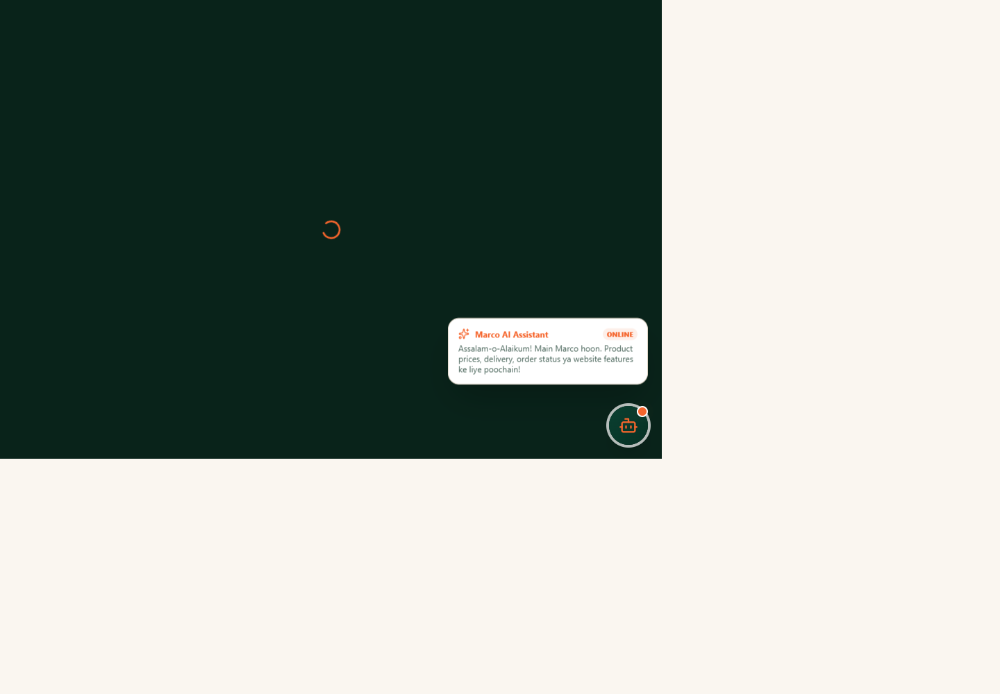 Marco AI Assistant
ONLINE
Assalam-o-Alaikum! Main Marco hoon. Product
prices, delivery, order status ya website features
ke liye poochain!